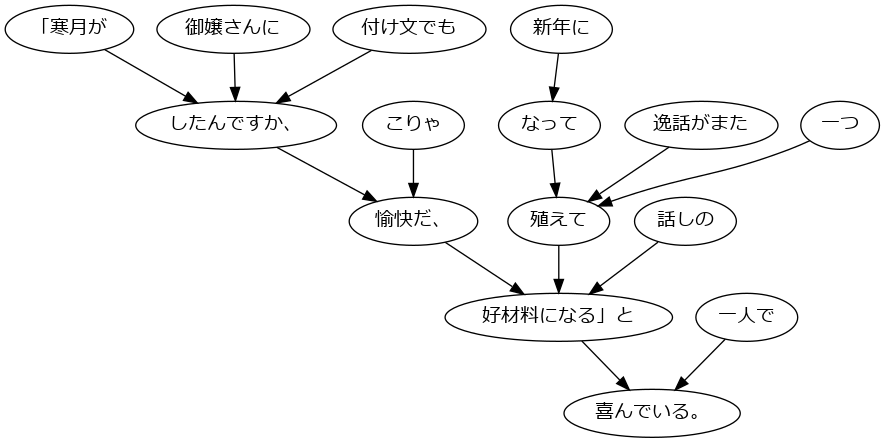 「寒月が 御嬢さんに 付け文でも 新年に
したんですか、 こりゃ なって 逸話がまた 一つ
愉快だ、 殖えて 話しの
好材料になる」と 一人で
喜んでいる。